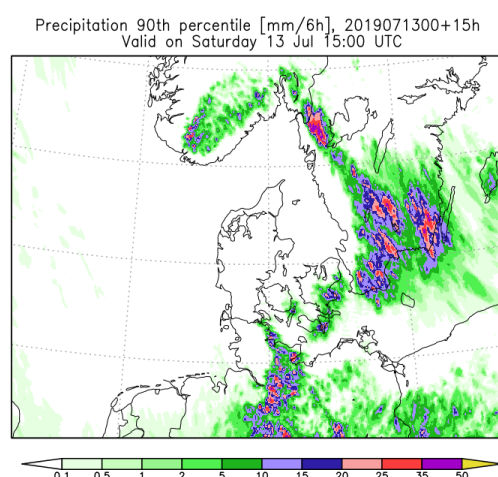 Precipitation 90th percentile [mm/6h], 2019071300+15h
Valid on Saturday 13 Jul 15:00 UTC
0.1 0.5 1 2 5 10 15 20 25 35 50